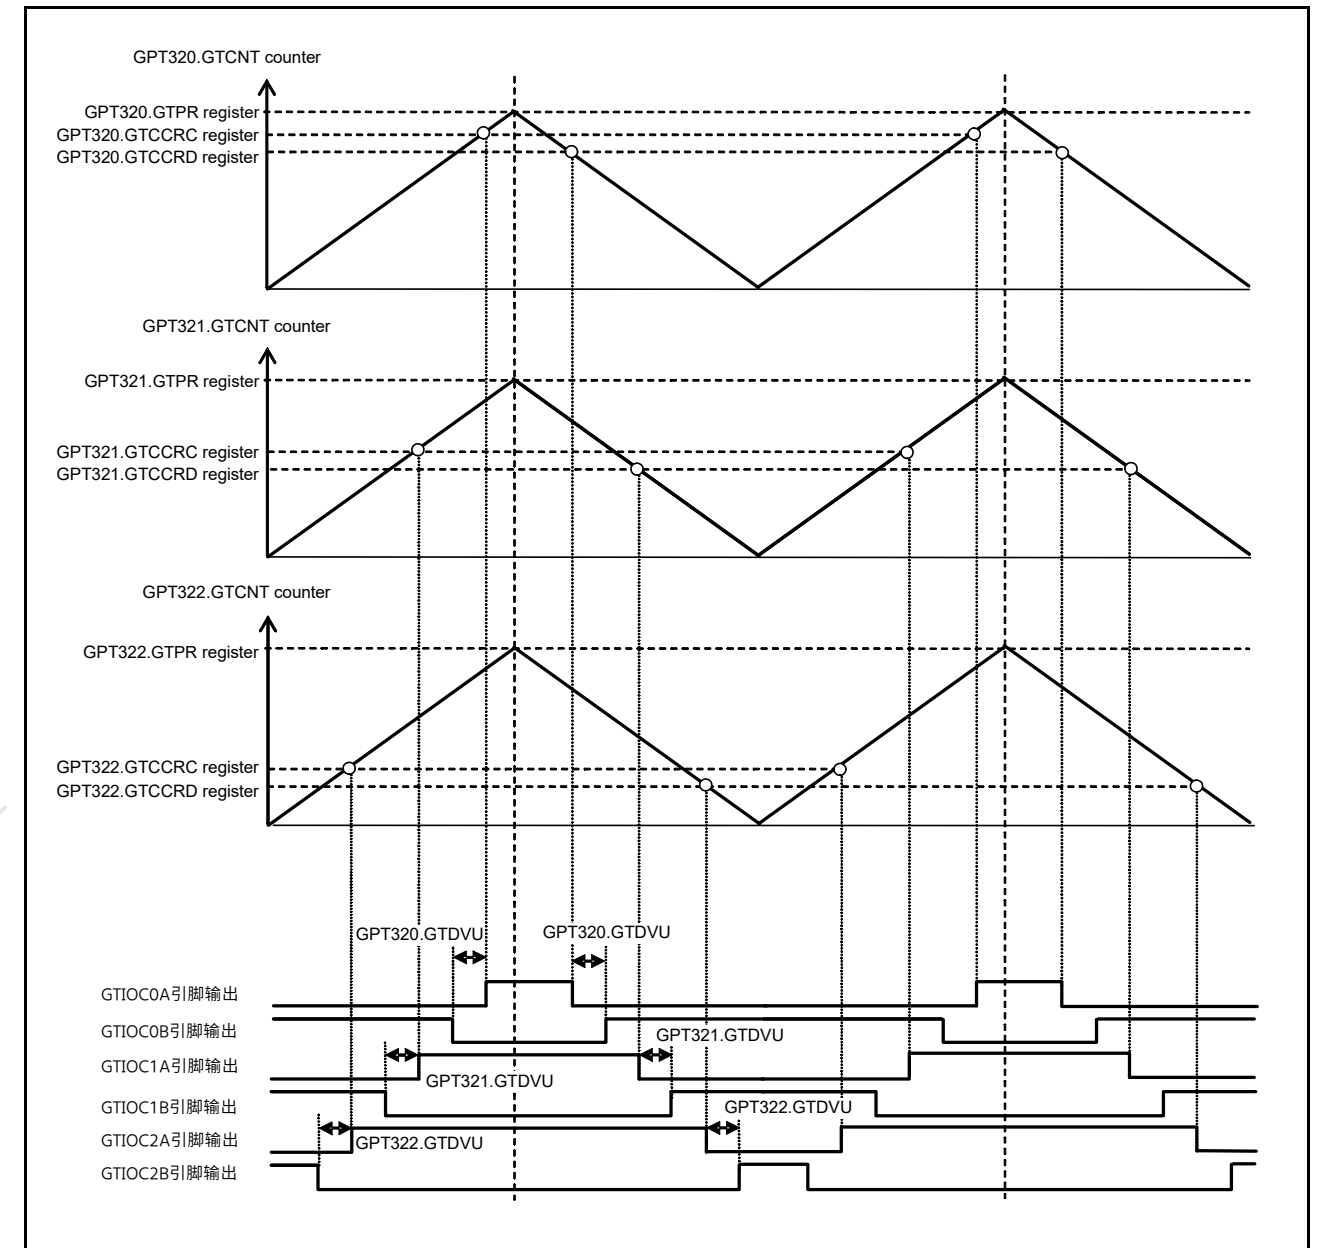 GPT320.GTCNT counter
GPT320.GTPR register
GPT320.GTCCRC register
GPT320.GTCCRD register
GPT321.GTCNT counter
GPT321.GTPR register
GPT321.GTCCRC register
GPT321.GTCCRD register
GPT322.GTCNT counter
GPT322.GTPR register
GPT322.GTCCRC register
GPT322.GTCCRD register
GPT320.GTDVU
GPT320.GTDVU
GTIOC0A引脚输出
GTIOC0B引脚输出
GPT321.GTDVU
GTIOC1A引脚输出
GPT321.GTDVU
GTIOC1B引脚输出
GPT322.GTDVU
GTIOC2A引脚输出
GPT322.GTDVU
GTIOC2B引脚输出